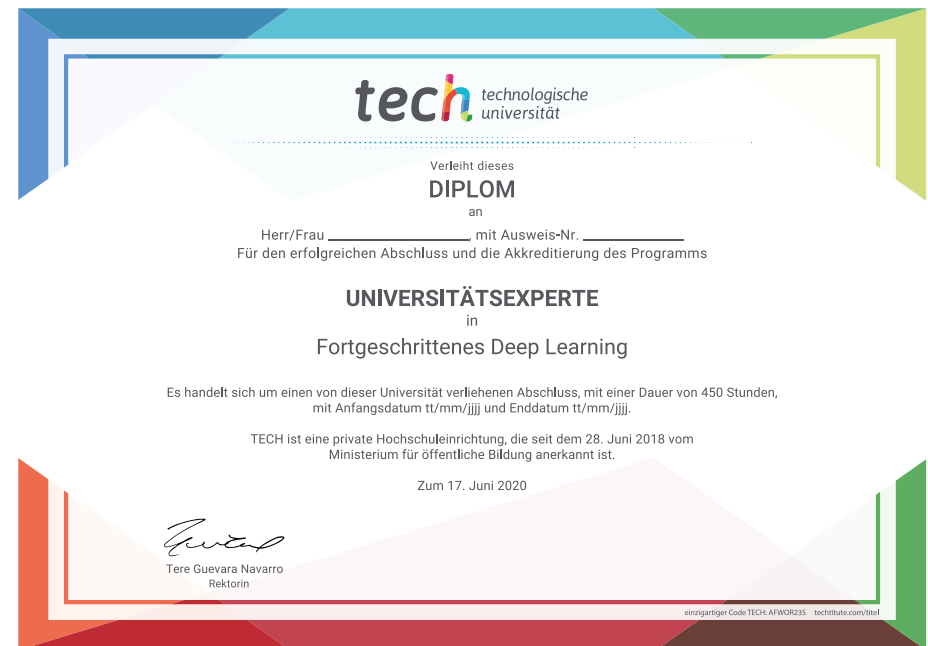 tech technologische
universität
Verleiht dieses
DIPLOM
an
Herr/Frau ____________________, mit Ausweis-Nr. ______________
Für den erfolgreichen Abschluss und die Akkreditierung des Programms
UNIVERSITÄTSEXPERTE
in
Fortgeschrittenes Deep Learning
Es handelt sich um einen von dieser Universität verliehenen Abschluss, mit einer Dauer von 450 Stunden,
mit Anfangsdatum tt/mm/jjjj und Enddatum tt/mm/jjjj.
TECH ist eine private Hochschuleinrichtung, die seit dem 28. Juni 2018 vom
Ministerium für öffentliche Bildung anerkannt ist.
Zum 17. Juni 2020
Tere Guevara Navarro
Rektorin
einzigartiger Code TECH: AFWOR23S techtitute.com/titel